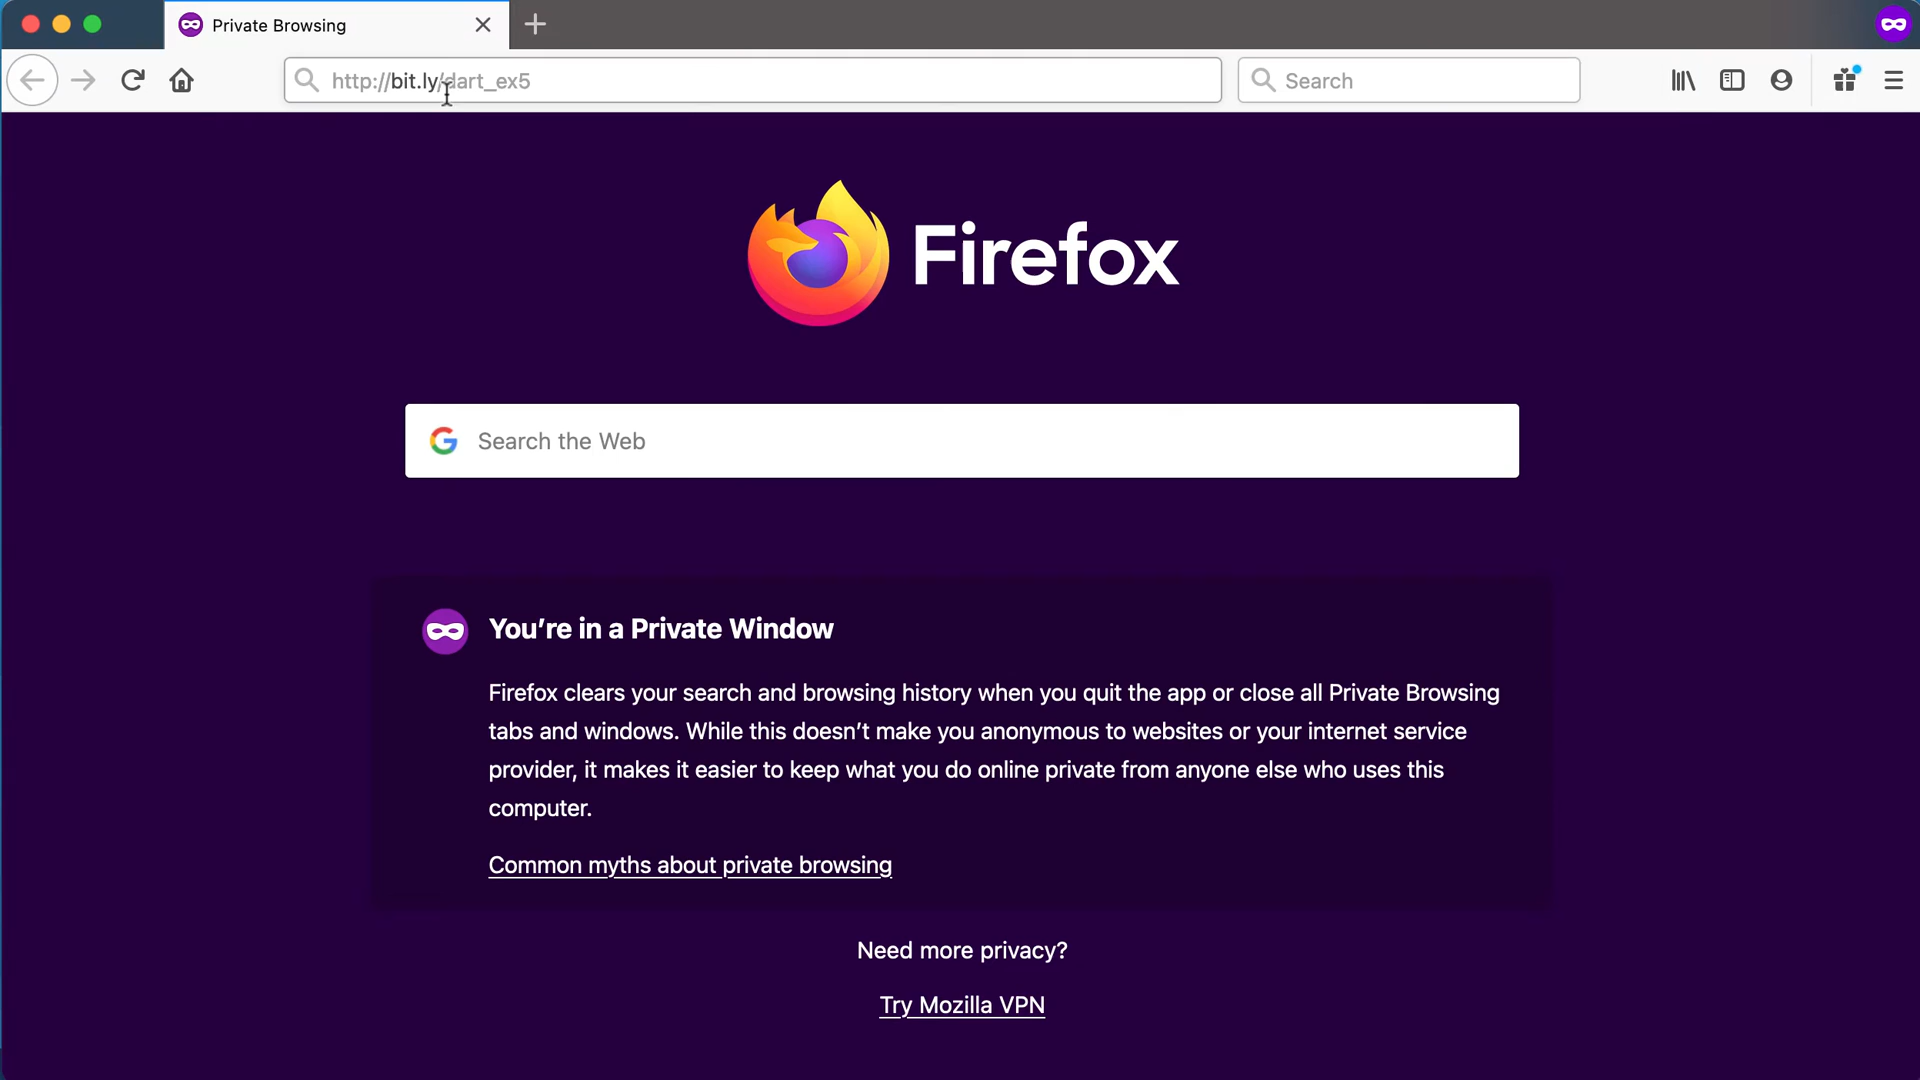 Private Browsing
http://bit.ly/dart_ex5
Search
Firefox
Search the Web
You’re in a Private Window
Firefox clears your search and browsing history when you quit the app or close all Private Browsing
tabs and windows. While this doesn’t make you anonymous to websites or your internet service
provider, it makes it easier to keep what you do online private from anyone else who uses this
computer.
Common myths about private browsing
Need more privacy?
Try Mozilla VPN